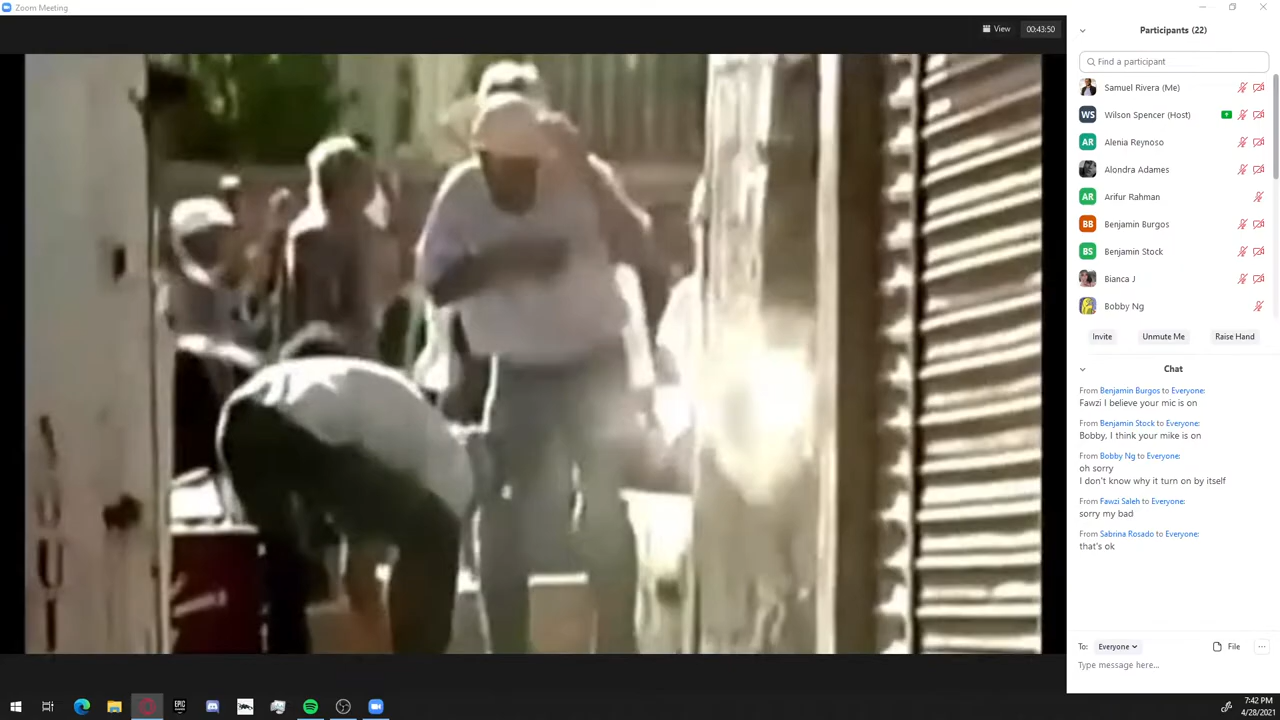 Zoom Meeting
View
00:43:50
Participants (22)
Find a participant
Samuel Rivera (Me)
WS Wilson Spencer (Host)
AR Alenia Reynoso
Alondra Adames
AR Arifur Rahman
BB Benjamin Burgos
BS Benjamin Stock
Bianca J
Bobby Ng
Invite Unmute Me Raise Hand
Chat
From Benjamin Burgos to Everyone:
Fawzi I believe your mic is on
From Benjamin Stock to Everyone:
Bobby, I think your mike is on
From Bobby Ng to Everyone:
oh sorry
I don't know why it turn on by itself
From Fawzi Saleh to Everyone:
sorry my bad
From Sabrina Rosado to Everyone:
that's ok
To: Everyone File ...
Type message here...
EPIC
7:42 PM
4/28/2021